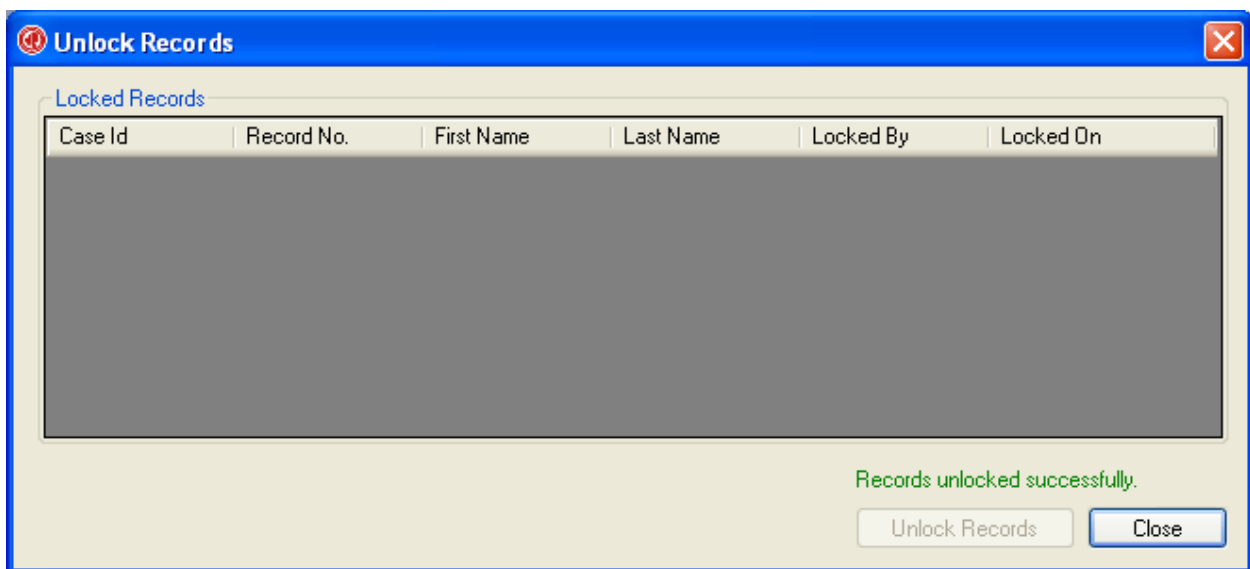 Unlock Records
Locked Records
Case Id Record No. First Name Last Name Locked By Locked On
Records unlocked successfully.
Unlock Records Close